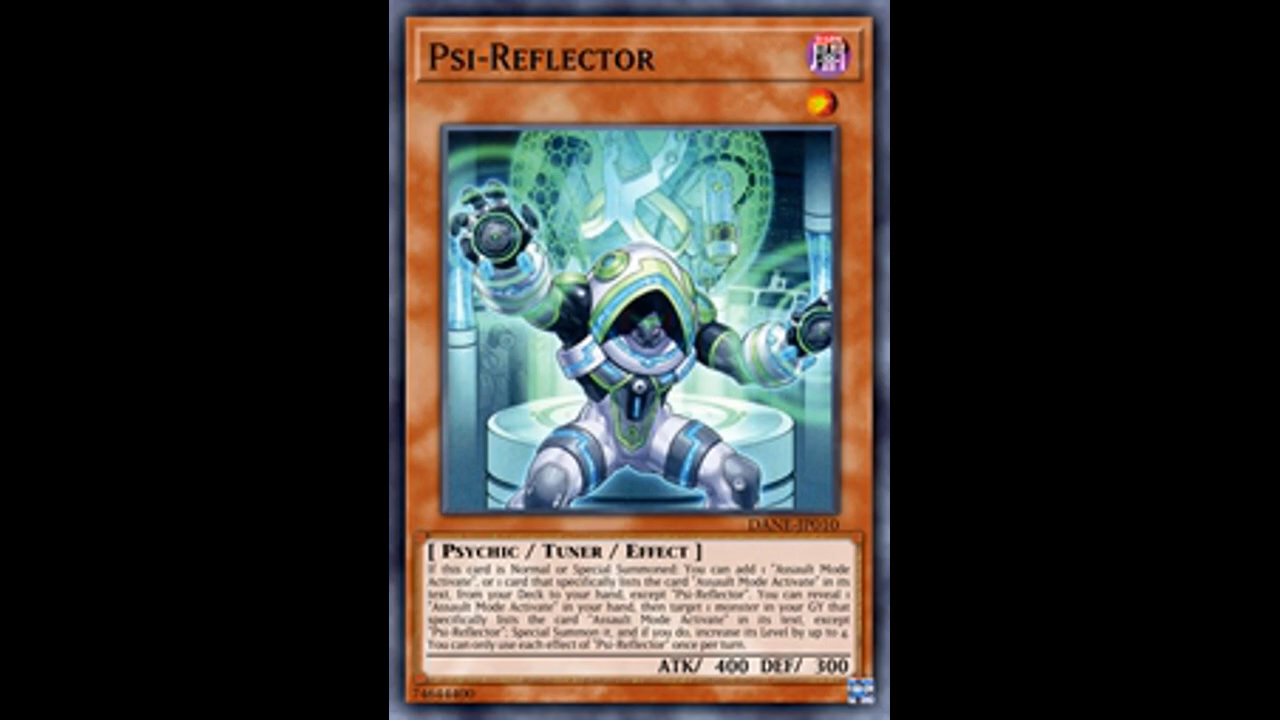 Psi-Reflector
DARK
DANE-JP010
[ Psychic / Tuner / Effect ]
If this card is Normal or Special Summoned: You can add 1 "Assault Mode
Activate", or 1 card that specifically lists the card "Assault Mode Activate" in its
text, from your Deck to your hand, except "Psi-Reflector". You can reveal 1
"Assault Mode Activate" in your hand, then target 1 monster in your GY that
specifically lists the card "Assault Mode Activate" in its text, except
"Psi-Reflector"; Special Summon it, and if you do, increase its Level by up to 4.
You can only use each effect of "Psi-Reflector" once per turn.
ATK/ 400 DEF/ 300
74644400